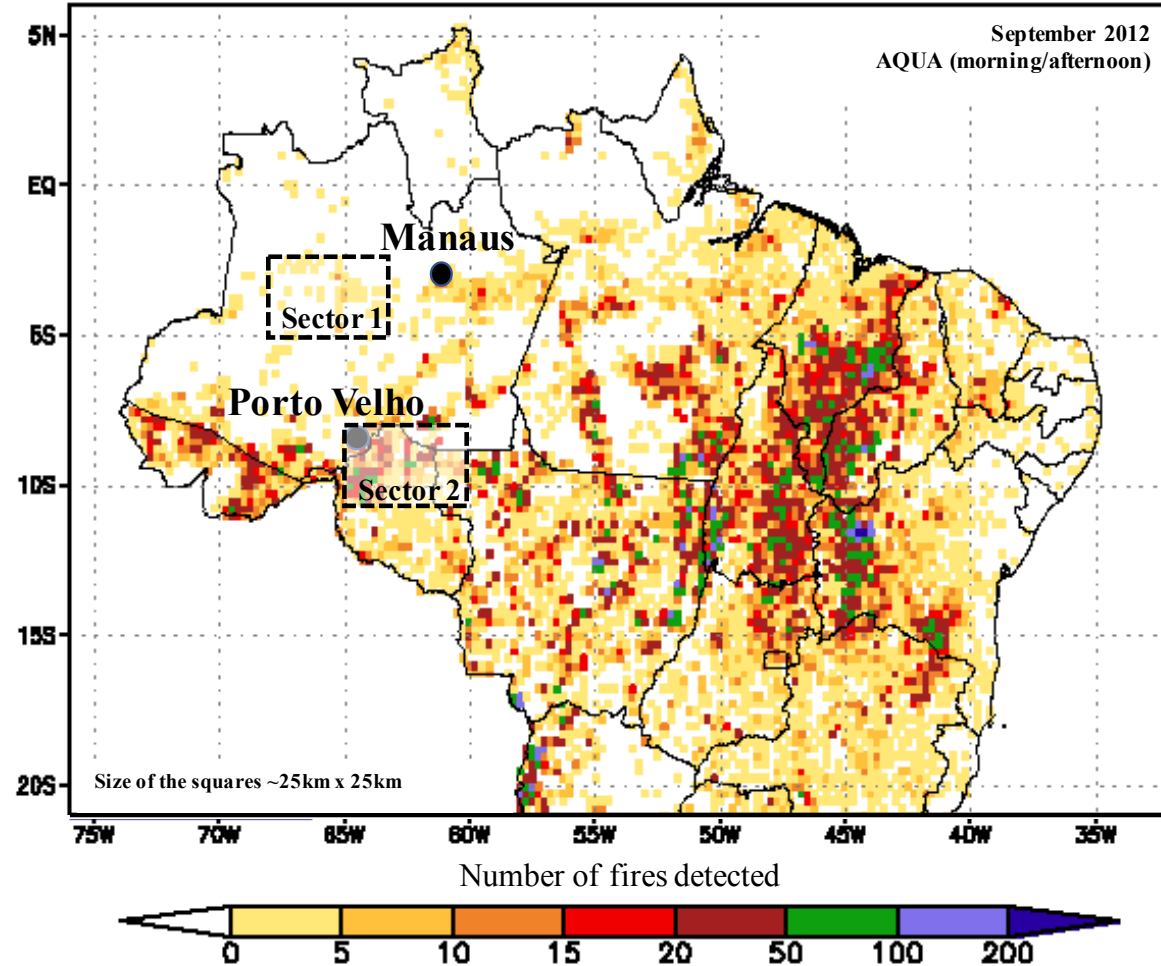 5N
September 2012
AQUA (morning/afternoon)
EQ
Manaus
Sector 1
5S
Porto Velho
Sector 2
10S
15S
Size of the squares ~25km x 25km
20S
75W 70W 65W 60W 55W 50W 45W 40W 35W
Number of fires detected
0 5 10 15 20 50 100 200